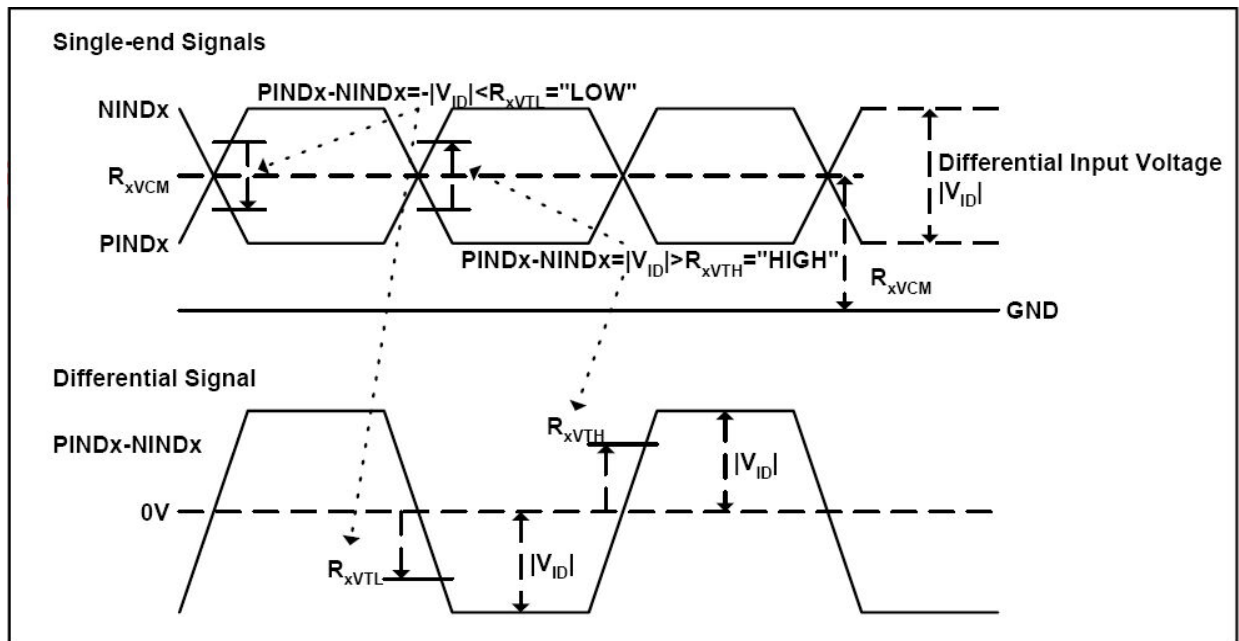 Single-end Signals
PINDx-NINDx=-|VID|<RxVTL="LOW"
NINDx
RxVCM
Differential Input Voltage
|VID|
PINDx
PINDx-NINDx=|VID|>RxVTH="HIGH"
RxVCM
GND
Differential Signal
RxVTH
PINDx-NINDx
|VID|
0V
RxVTL
|VID|